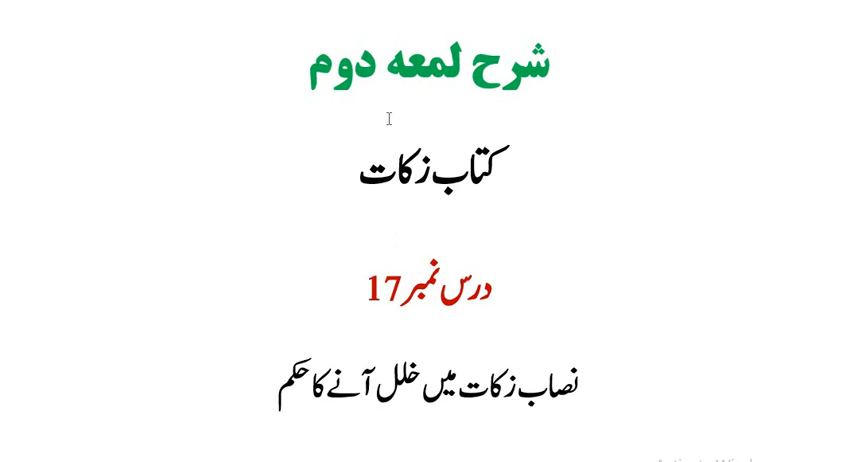 شرح لمعہ دوم
کتاب زکات
درس نمبر 17
نصاب زکات میں خلل آنے کا حکم